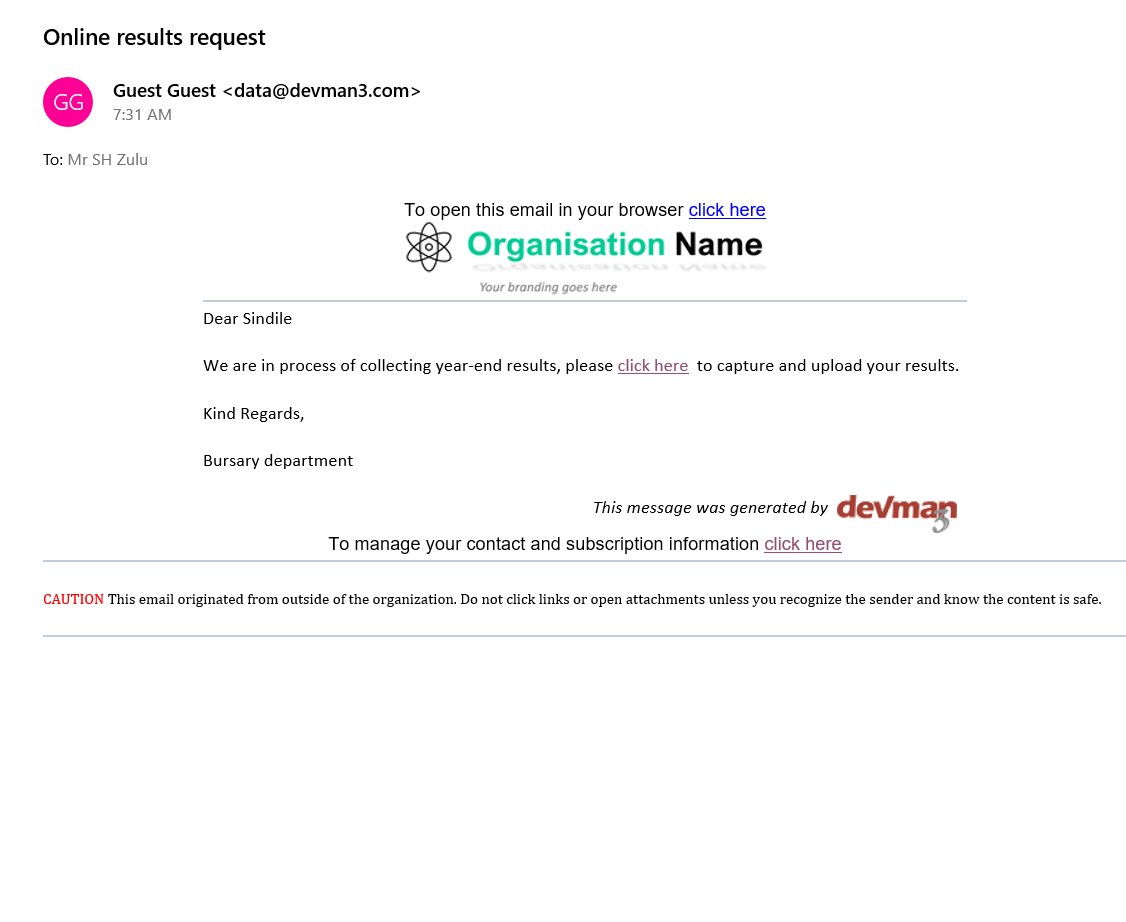 Online results request
GG
Guest Guest <data@devman3.com>
7:31 AM
To: Mr SH Zulu
To open this email in your browser click here
Organisation Name
Your branding goes here
Dear Sindile
We are in process of collecting year-end results, please click here to capture and upload your results.
Kind Regards,
Bursary department
This message was generated by devman3
To manage your contact and subscription information click here
CAUTION This email originated from outside of the organization. Do not click links or open attachments unless you recognize the sender and know the content is safe.